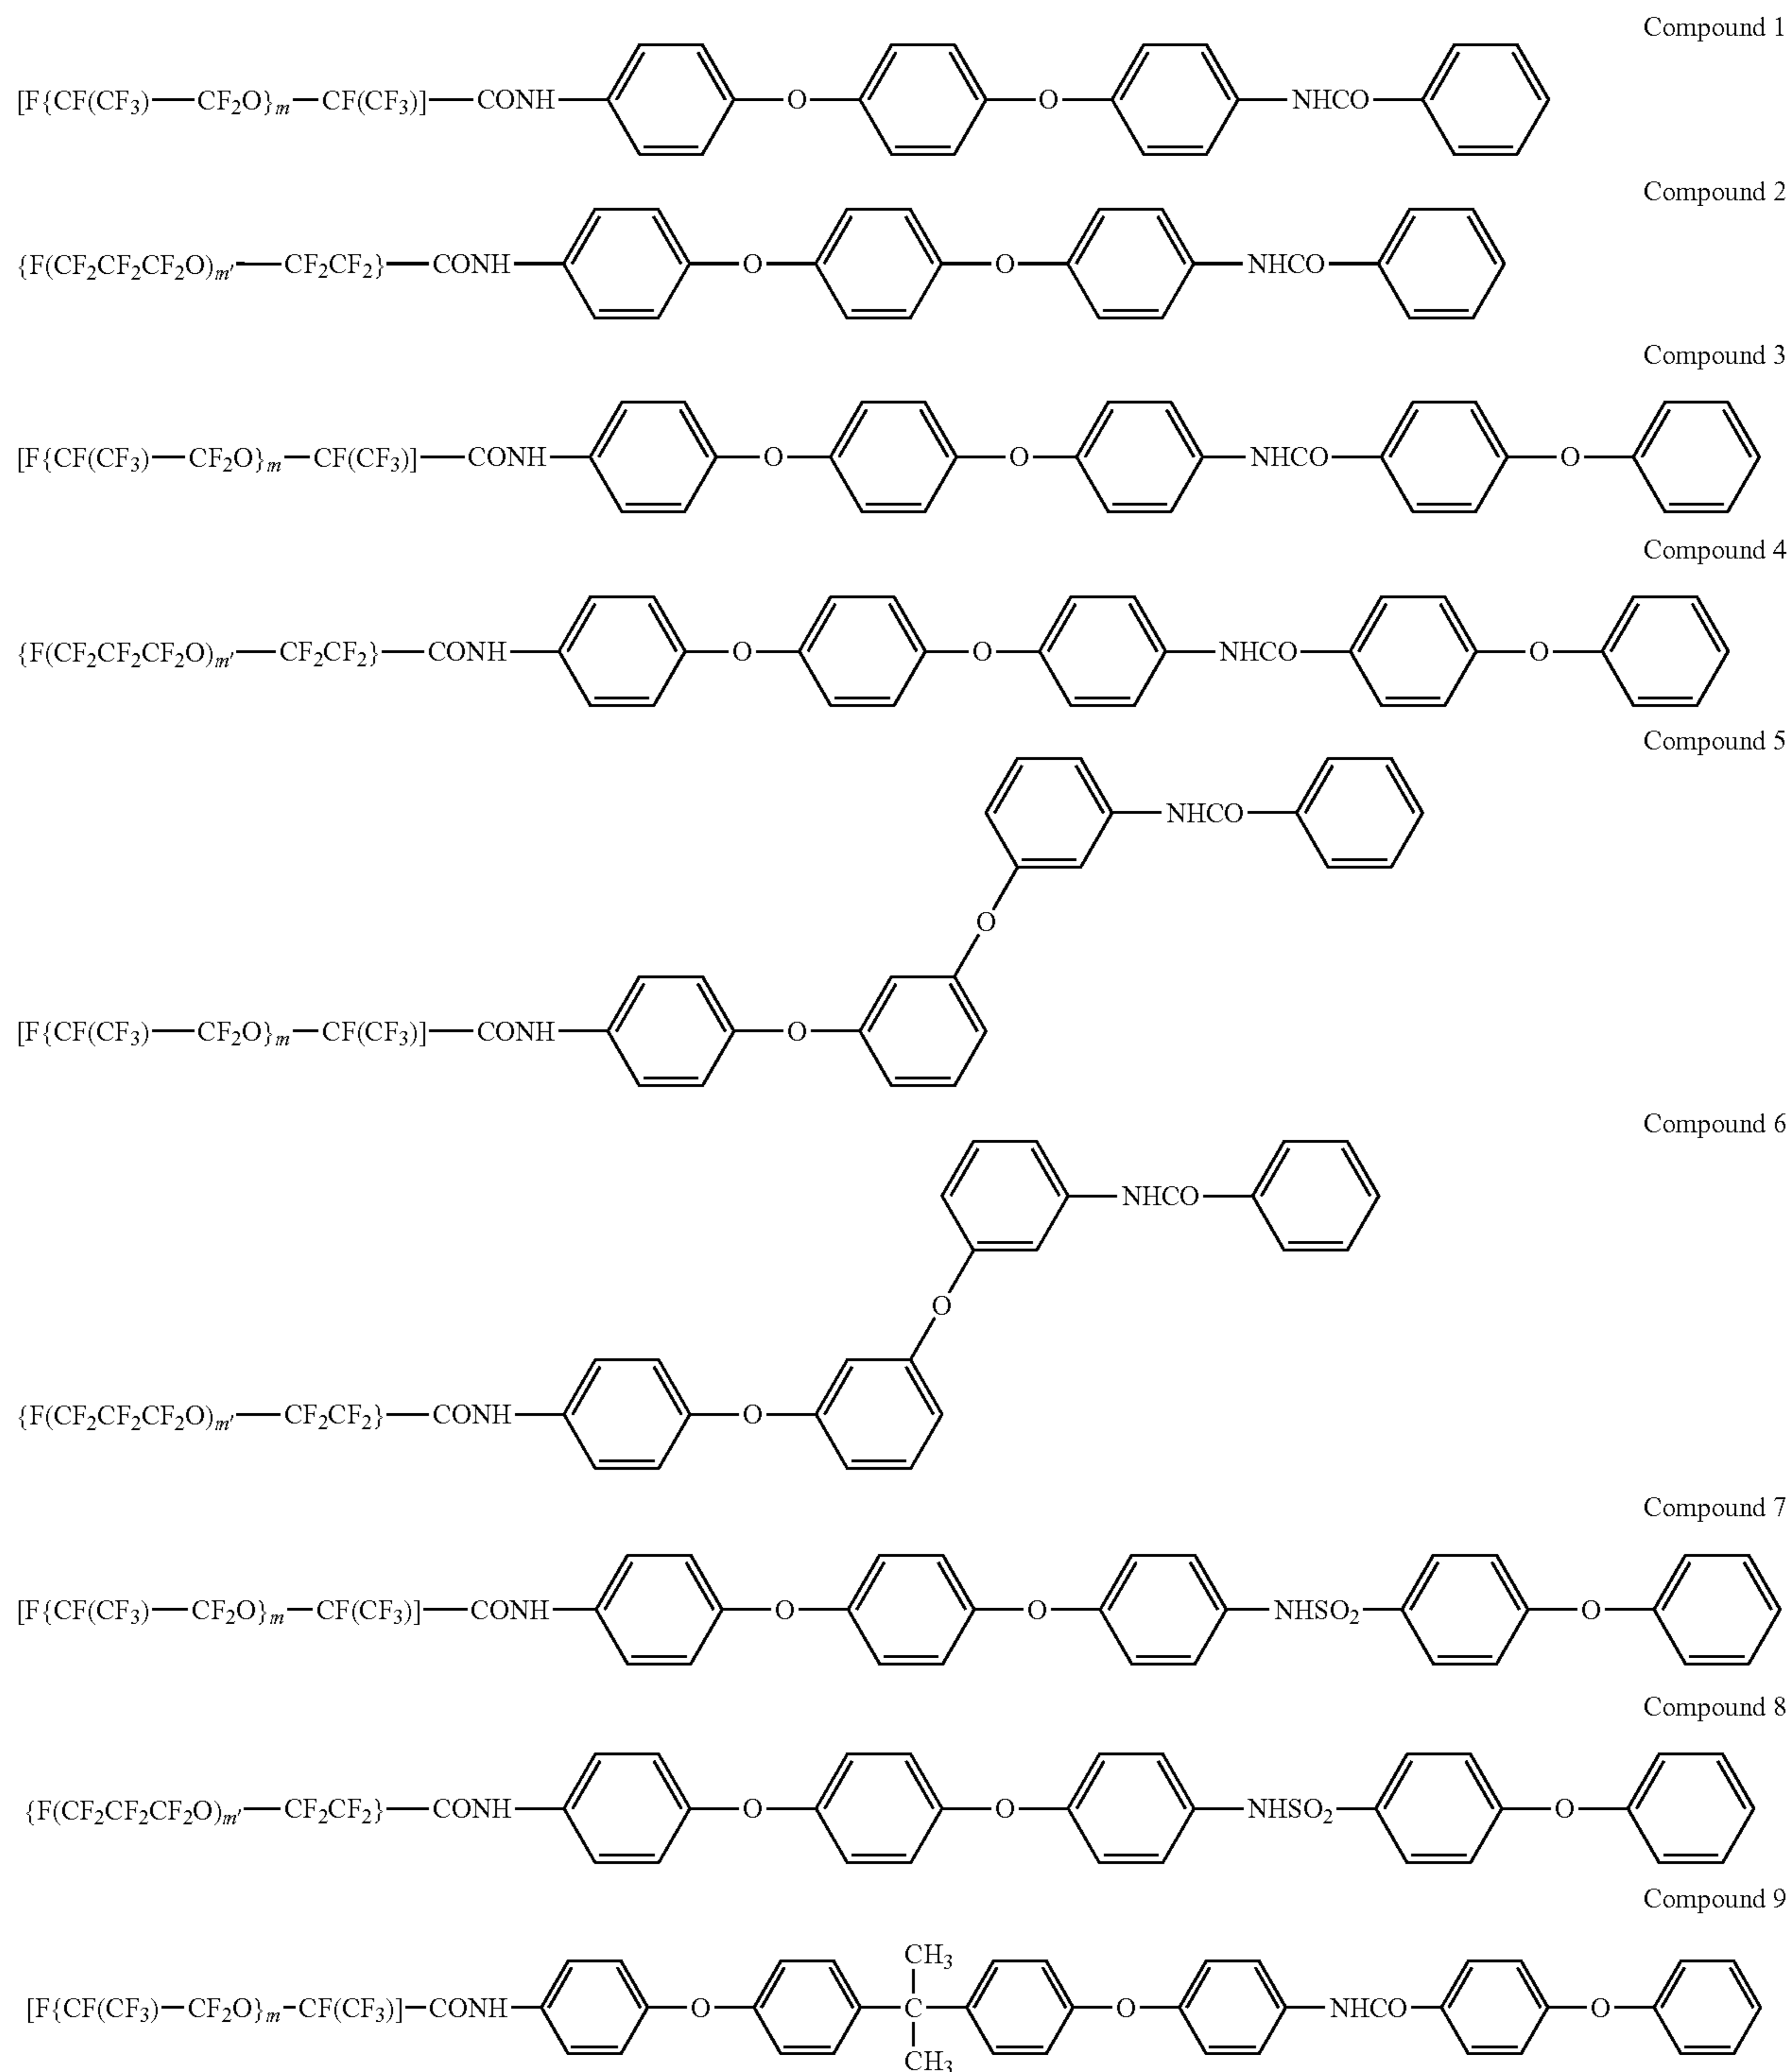 Compound 1
[F{CF(CF₃)—CF₂O}ₘ—CF(CF₃)]—CONH—O—O—NHCO
Compound 2
{F(CF₂CF₂CF₂O)ₘ′—CF₂CF₂}—CONH—O—O—NHCO
Compound 3
[F{CF(CF₃)—CF₂O}ₘ—CF(CF₃)]—CONH—O—O—NHCO—O
Compound 4
{F(CF₂CF₂CF₂O)ₘ′—CF₂CF₂}—CONH—O—O—NHCO—O
Compound 5
NHCO
O
[F{CF(CF₃)—CF₂O}ₘ—CF(CF₃)]—CONH—O
Compound 6
NHCO
O
{F(CF₂CF₂CF₂O)ₘ′—CF₂CF₂}—CONH—O
Compound 7
[F{CF(CF₃)—CF₂O}ₘ—CF(CF₃)]—CONH—O—O—NHSO₂—O
Compound 8
{F(CF₂CF₂CF₂O)ₘ′—CF₂CF₂}—CONH—O—O—NHSO₂—O
Compound 9
CH₃
[F{CF(CF₃)—CF₂O}ₘ—CF(CF₃)]—CONH—O—C—O—NHCO—O
CH₃